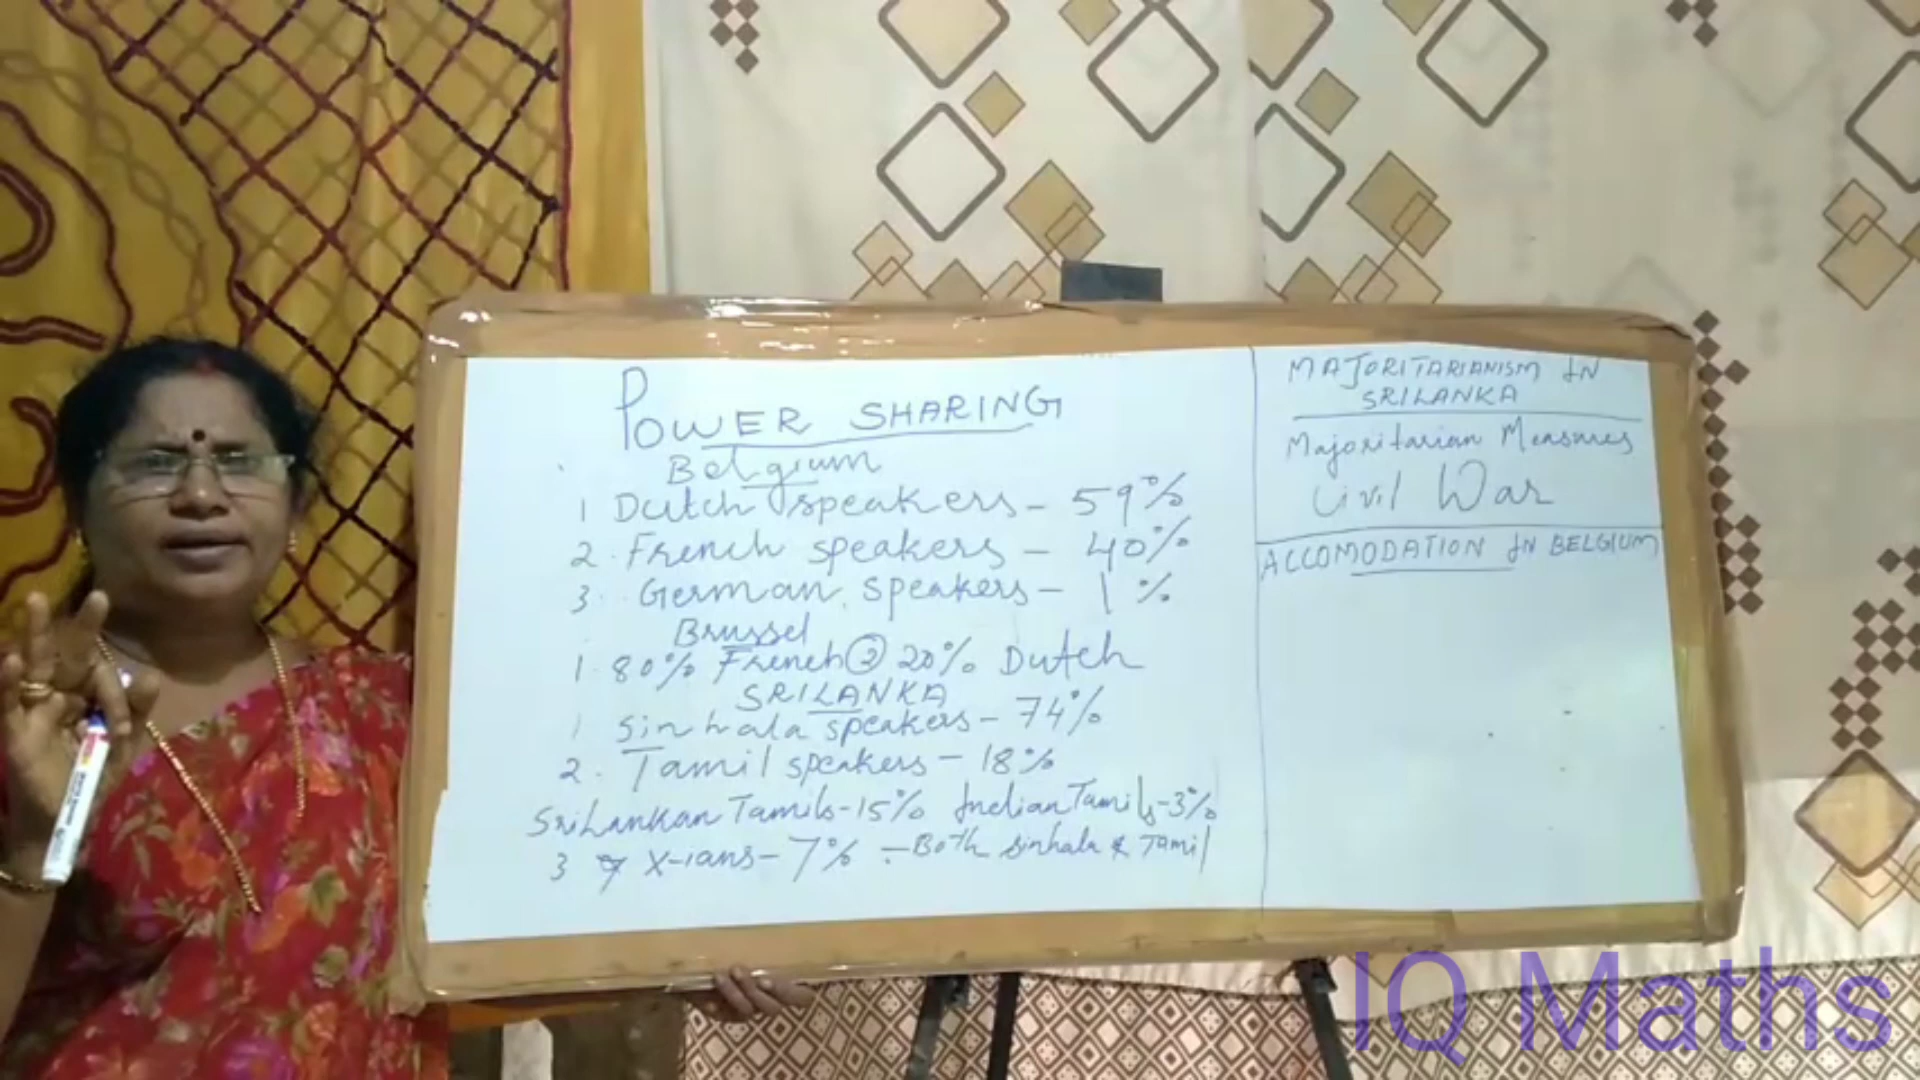 POWER SHARING
Belgium
1 Dutch speakers - 59%
2. French speakers - 40%
3. German speakers - 1%
Brussel
1. 80% French ② 20% Dutch
SRILANKA
1 Sinhala speakers - 74%
2. Tamil speakers - 18%
SriLankan Tamils - 15% Indian Tamils - 3%
3 X-ians - 7% - Both Sinhala & Tamil
MAJORITARIANISM IN
SRILANKA
Majoritarian Measures
Civil War
ACCOMODATION IN BELGIUM
IQ Maths